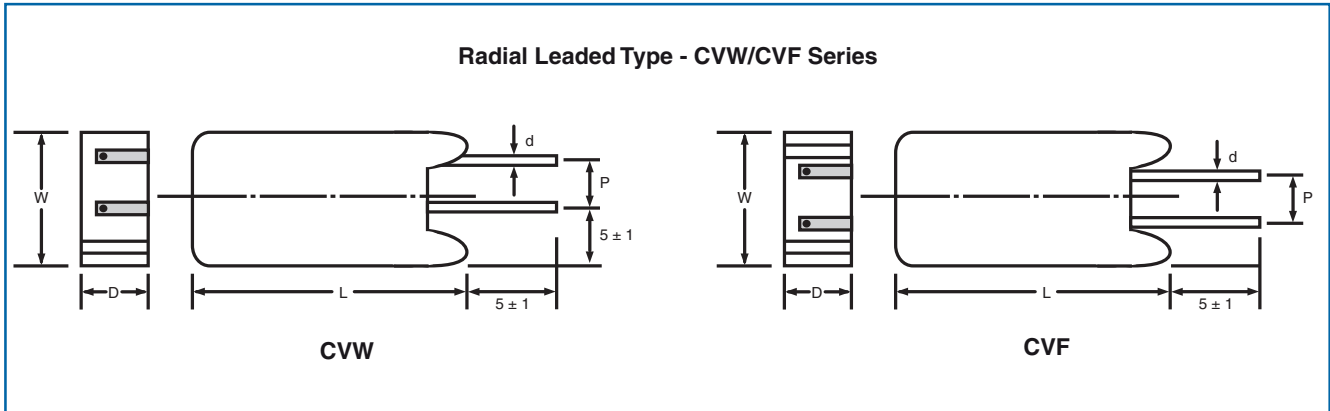 Radial Leaded Type - CVW/CVF Series
d
W
P
5 ± 1
D
L
5 ± 1
CVW
d
W
P
D
L
5 ± 1
CVF